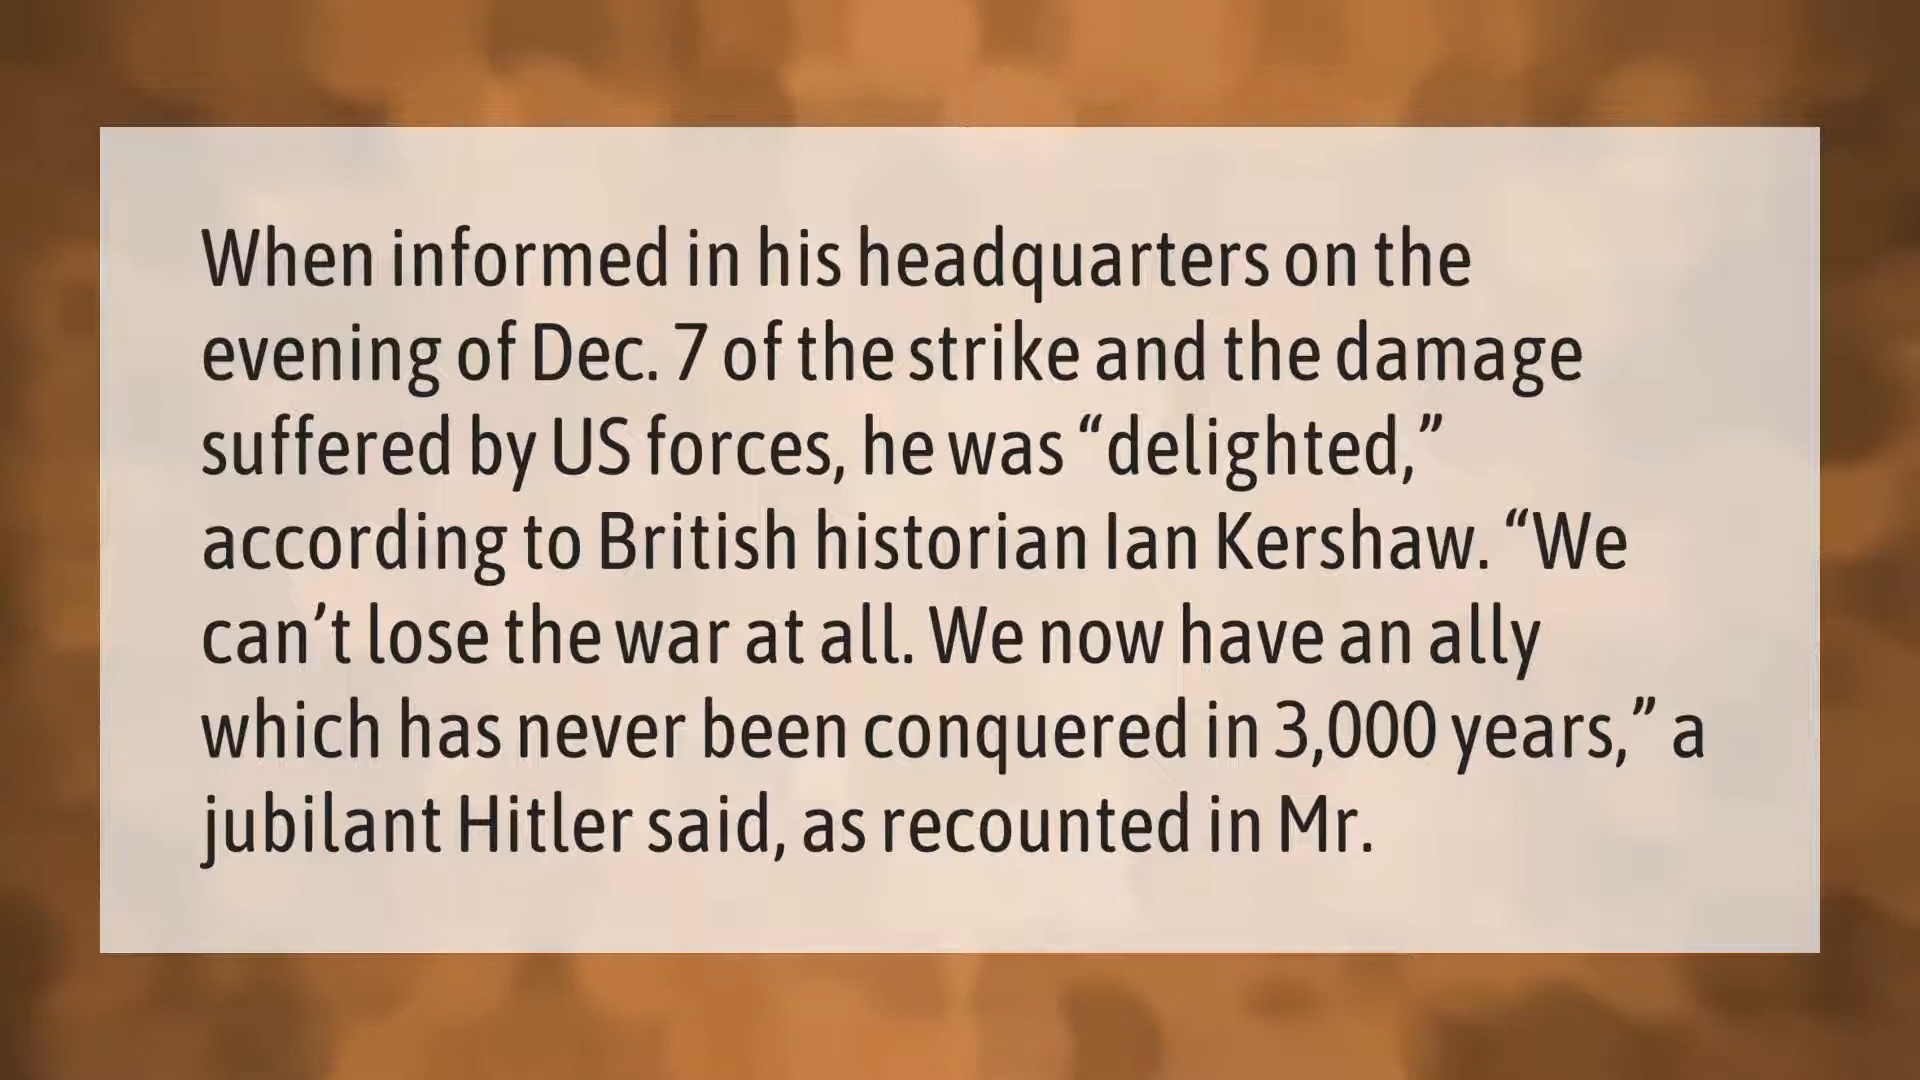 When informed in his headquarters on the
evening of Dec. 7 of the strike and the damage
suffered by US forces, he was “delighted,”
according to British historian Ian Kershaw. “We
can’t lose the war at all. We now have an ally
which has never been conquered in 3,000 years,” a
jubilant Hitler said, as recounted in Mr.